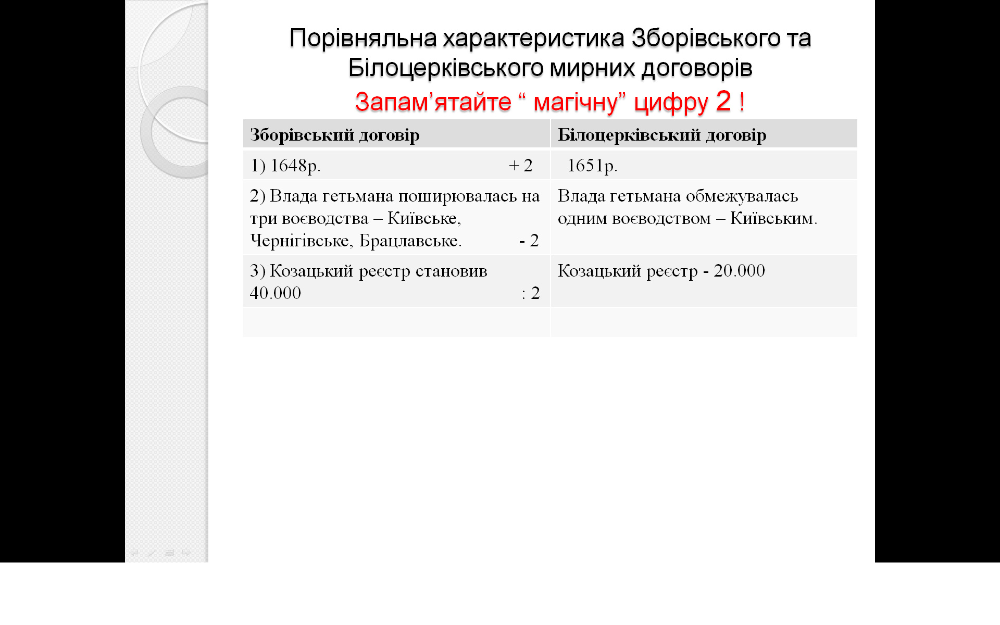 Порівняльна характеристика Зборівського та
Білоцерківського мирних договорів
Запам’ятайте “ магічну” цифру 2 !
Зборівський договір
Білоцерківський договір
1) 1648р. + 2
1651р.
2) Влада гетьмана поширювалась на
три воєводства – Київське,
Чернігівське, Брацлавське. - 2
Влада гетьмана обмежувалась
одним воєводством – Київським.
3) Козацький реєстр становив
40.000 : 2
Козацький реєстр - 20.000